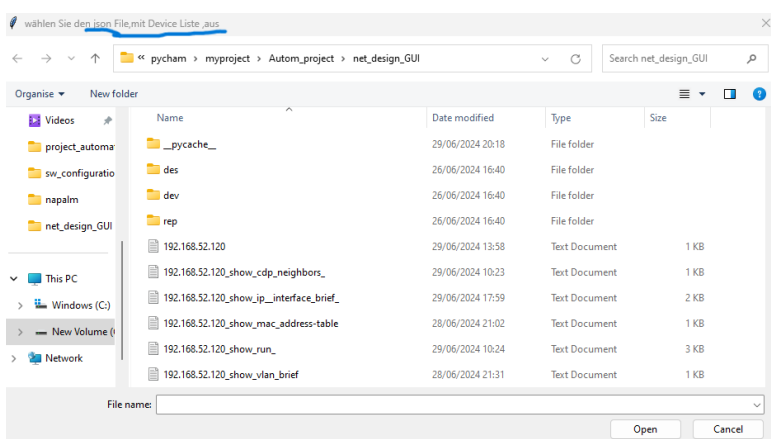 wählen Sie den json File,mit Device Liste ,aus
« pycham › myproject › Autom_project › net_design_GUI
Search net_design_GUI
Organise
New folder
Name Date modified Type Size
Videos
project_automa
sw_configuratio
napalm
net_design_GUI
This PC
Windows (C:)
New Volume (
Network
__pycache__ 29/06/2024 20:18 File folder
des 26/06/2024 16:40 File folder
dev 26/06/2024 16:40 File folder
rep 26/06/2024 16:40 File folder
192.168.52.120 29/06/2024 13:58 Text Document 1 KB
192.168.52.120_show_cdp_neighbors_ 29/06/2024 10:23 Text Document 1 KB
192.168.52.120_show_ip__interface_brief_ 29/06/2024 17:59 Text Document 2 KB
192.168.52.120_show_mac_address-table 28/06/2024 21:02 Text Document 1 KB
192.168.52.120_show_run_ 29/06/2024 10:24 Text Document 3 KB
192.168.52.120_show_vlan_brief 28/06/2024 21:31 Text Document 1 KB
File name:
Open
Cancel